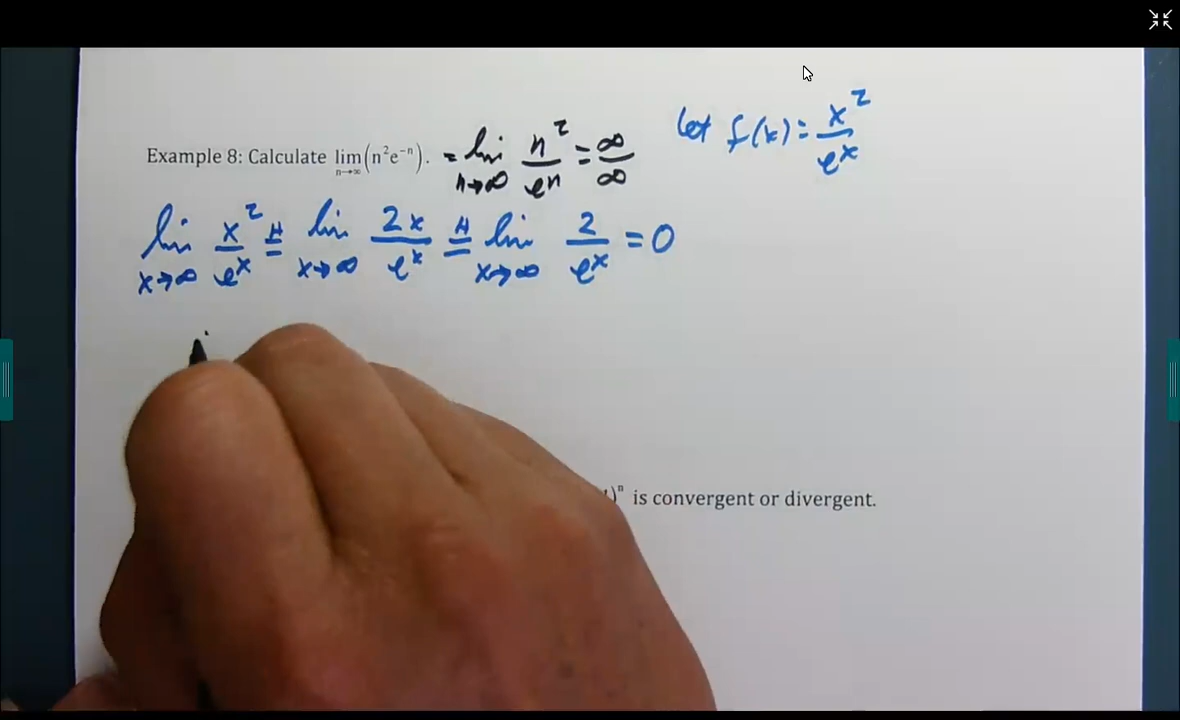 Example 8: Calculate lim n→∞ (n²e⁻ⁿ). = lim n→∞ n²/eⁿ = ∞/∞ let f(x) = x²/eˣ
lim x→∞ x²/eˣ =ᴴ lim x→∞ 2x/eˣ =ᴴ lim x→∞ 2/eˣ = 0
)ⁿ is convergent or divergent.